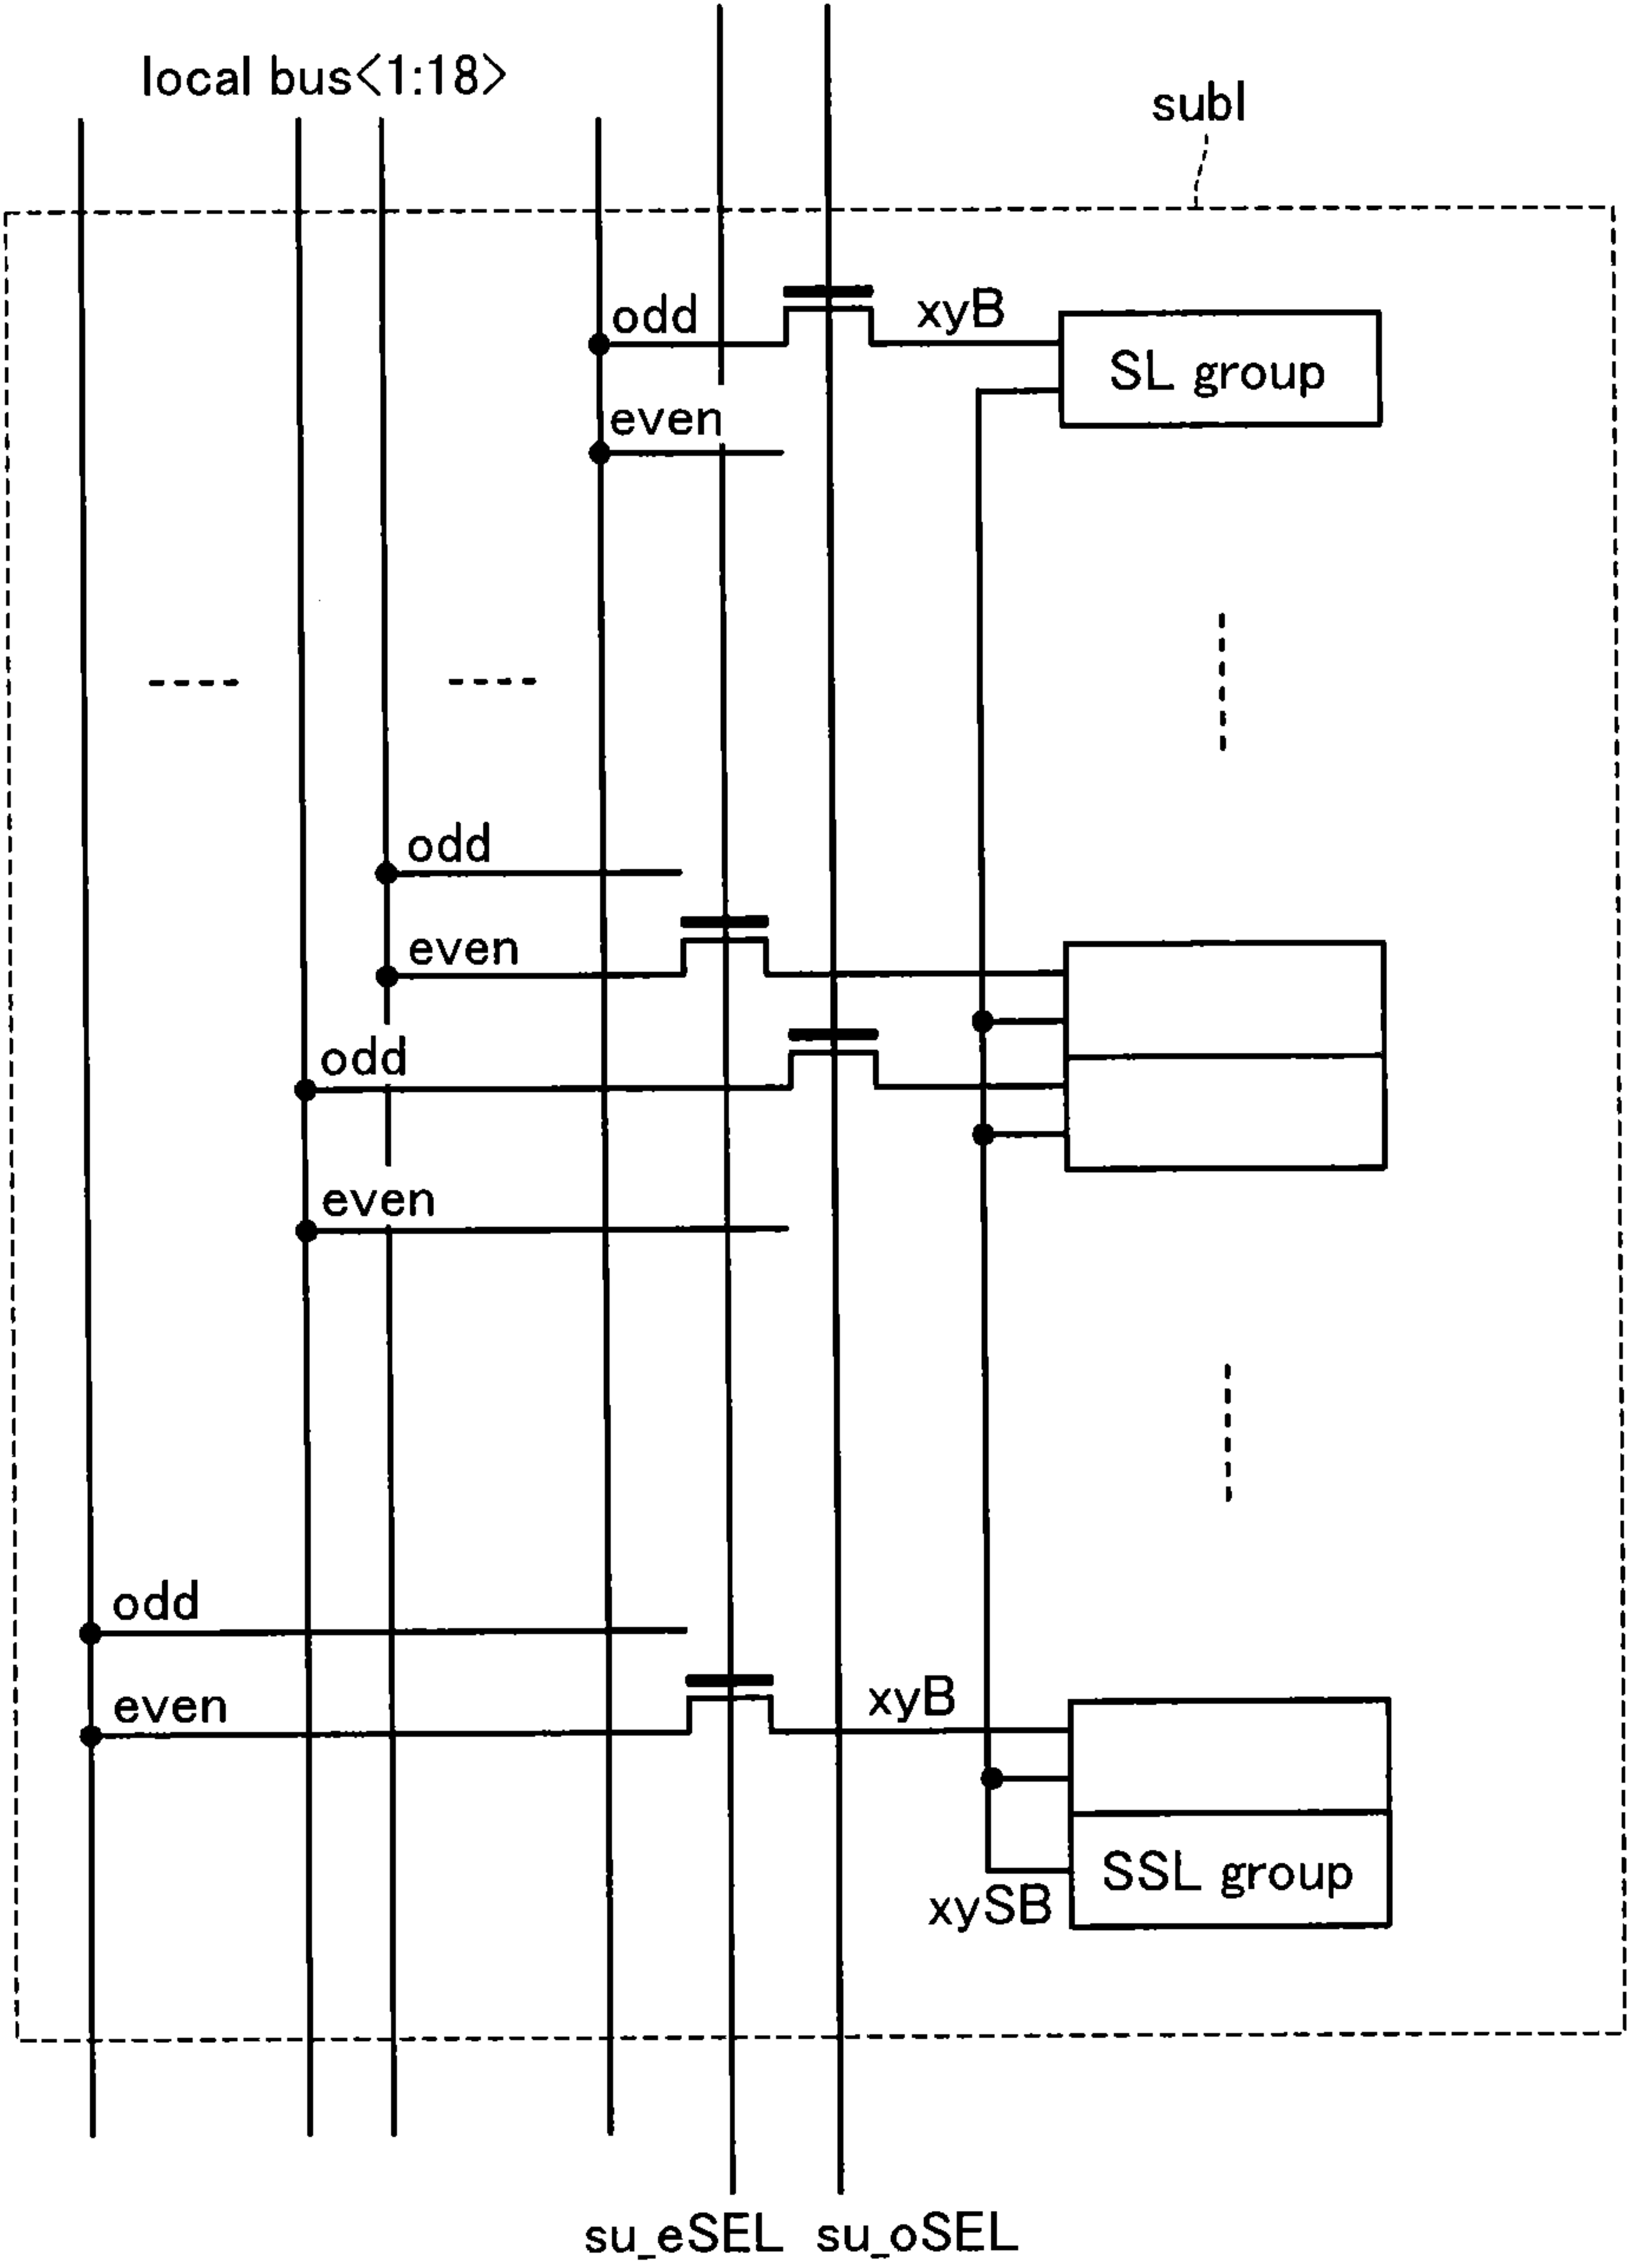 local bus<1:18>
subl
odd
xyB
SL group
even
odd
even
odd
even
odd
even
xyB
SSL group
xySB
su_eSEL
su_oSEL